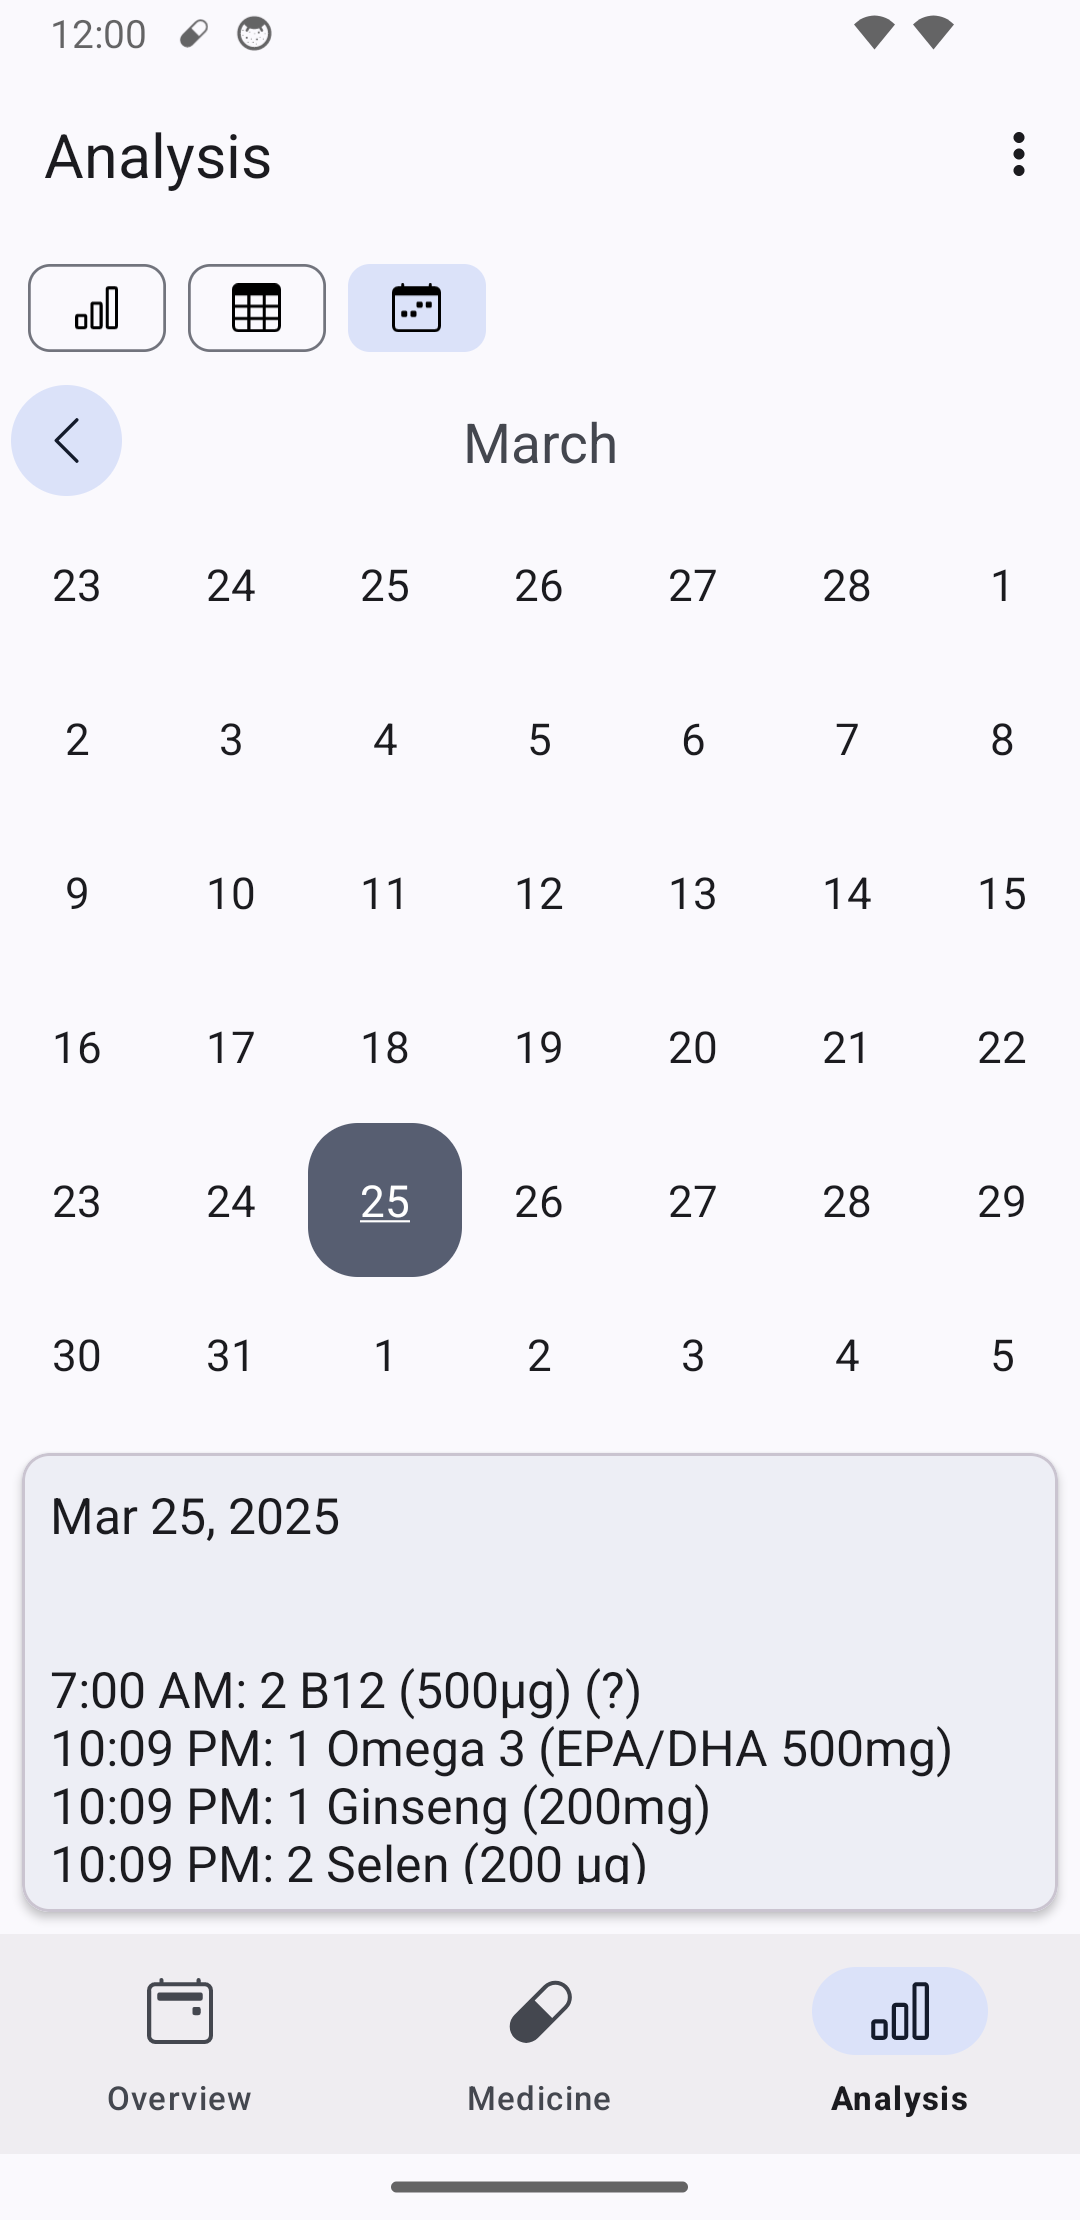 12:00
Analysis
March
23 24 25 26 27 28 1
2 3 4 5 6 7 8
9 10 11 12 13 14 15
16 17 18 19 20 21 22
23 24 25 26 27 28 29
30 31 1 2 3 4 5
Mar 25, 2025
7:00 AM: 2 B12 (500µg) (?)
10:09 PM: 1 Omega 3 (EPA/DHA 500mg)
10:09 PM: 1 Ginseng (200mg)
10:09 PM: 2 Selen (200 µg)
Overview Medicine Analysis